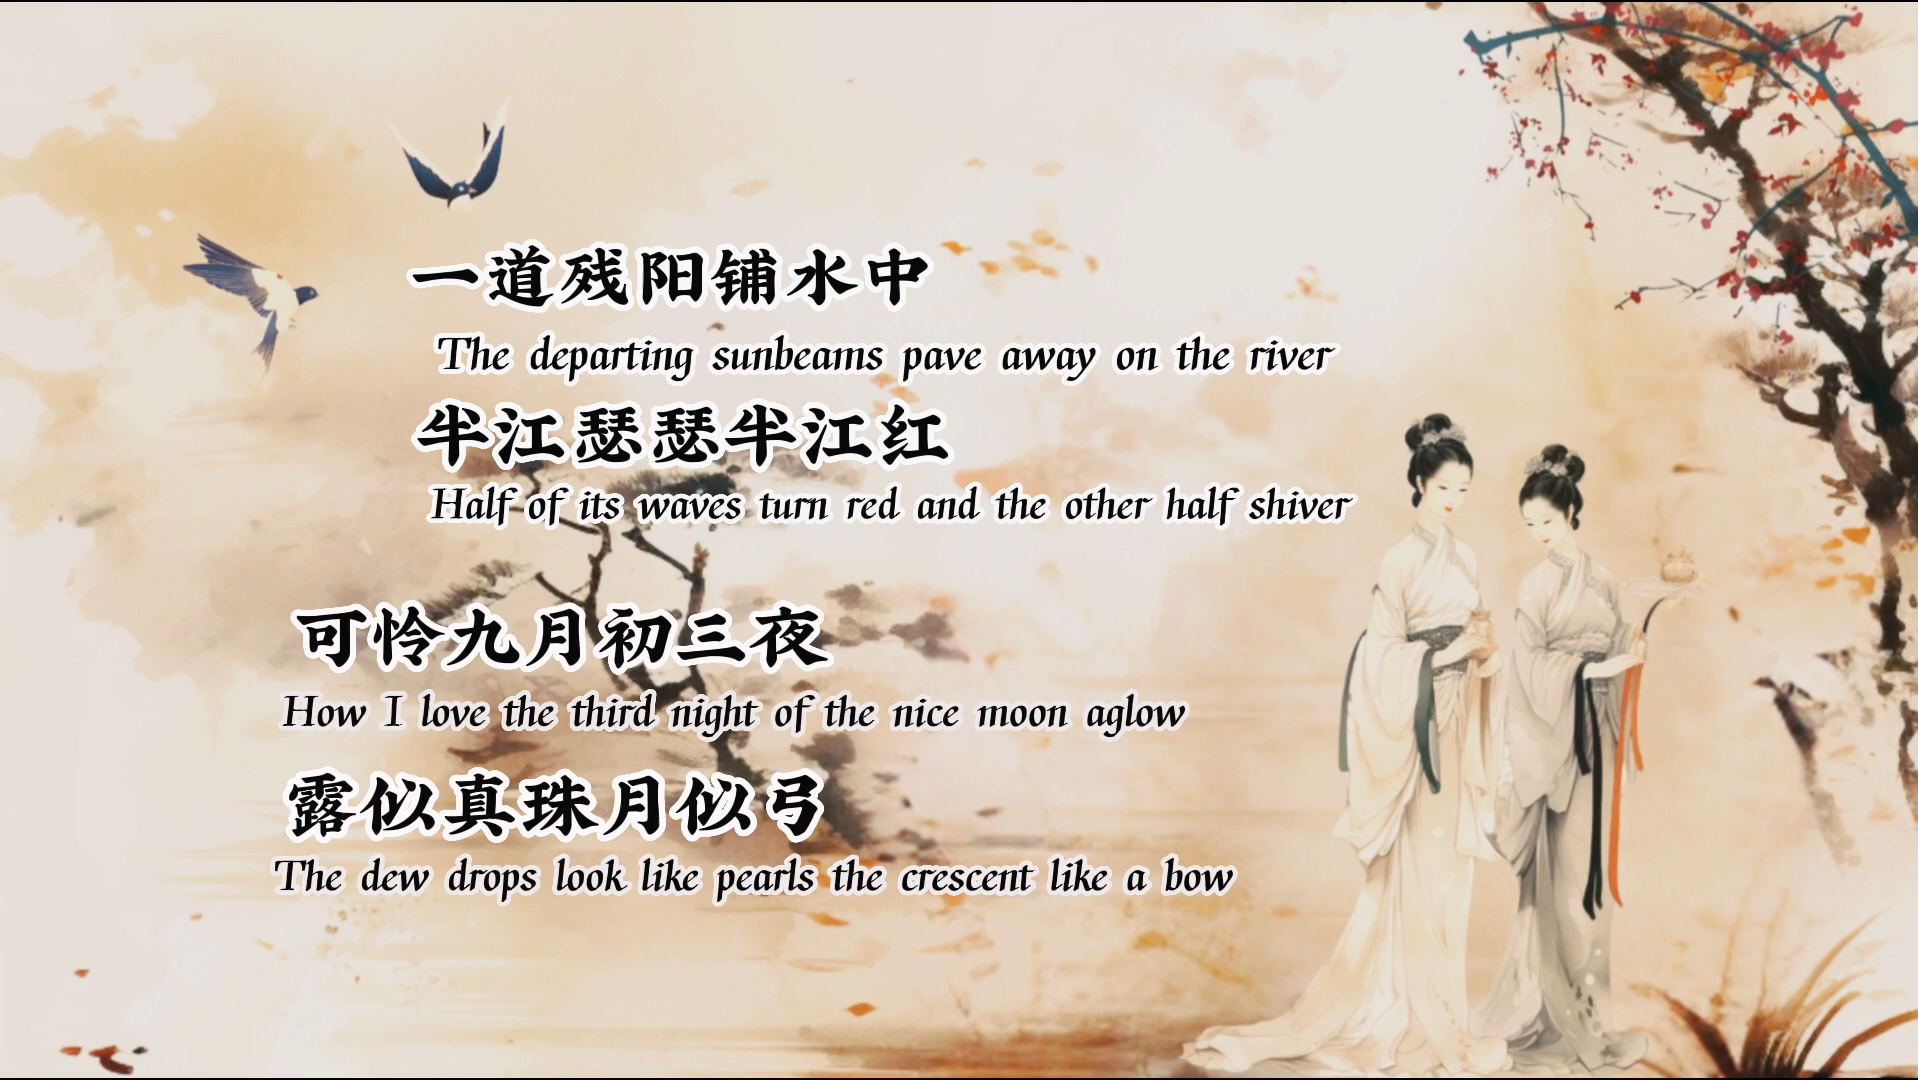 一道残阳铺水中
The departing sunbeams pave away on the river
半江瑟瑟半江红
Half of its waves turn red and the other half shiver
可怜九月初三夜
How I love the third night of the nice moon aglow
露似真珠月似弓
The dew drops look like pearls the crescent like a bow